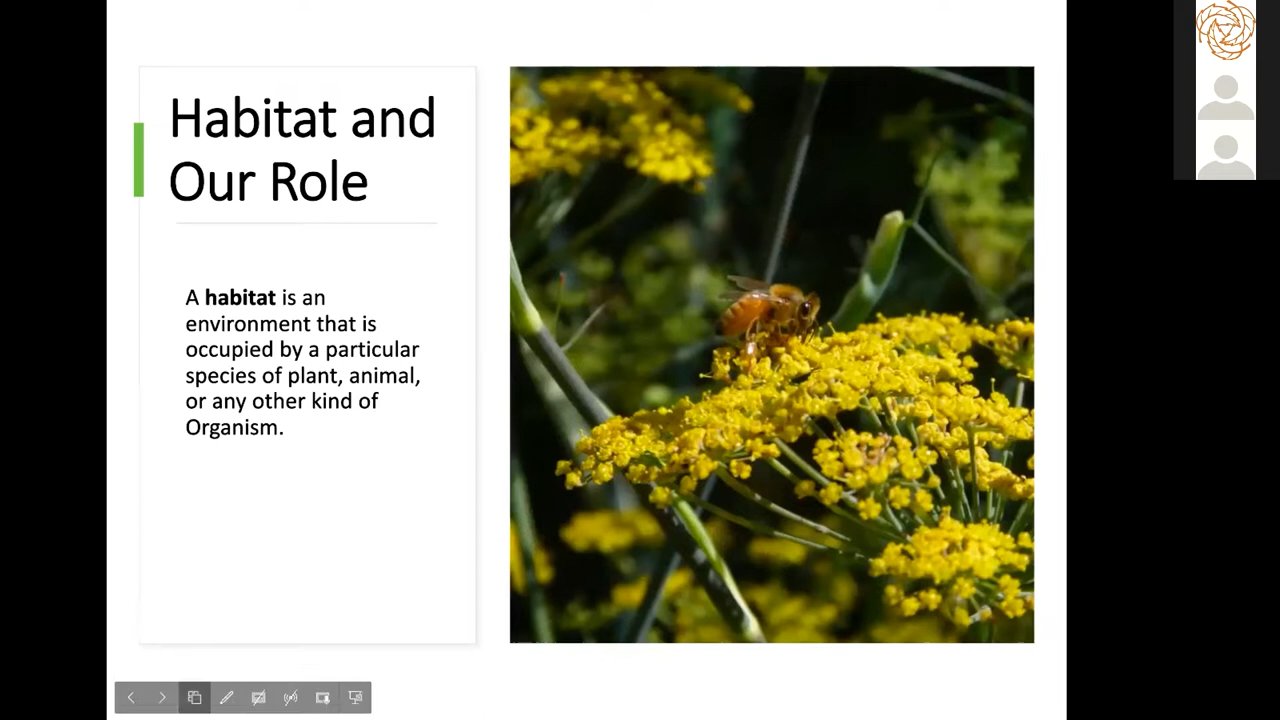 Habitat and
Our Role
A habitat is an
environment that is
occupied by a particular
species of plant, animal,
or any other kind of
Organism.